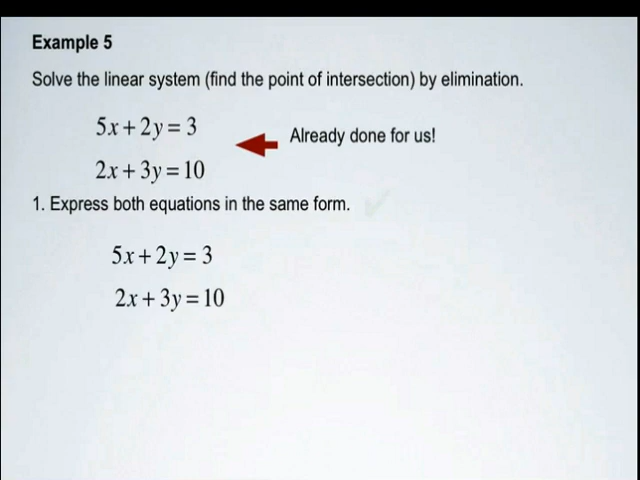 Example 5
Solve the linear system (find the point of intersection) by elimination.
5x + 2y = 3
Already done for us!
2x + 3y = 10
1. Express both equations in the same form.
5x + 2y = 3
2x + 3y = 10